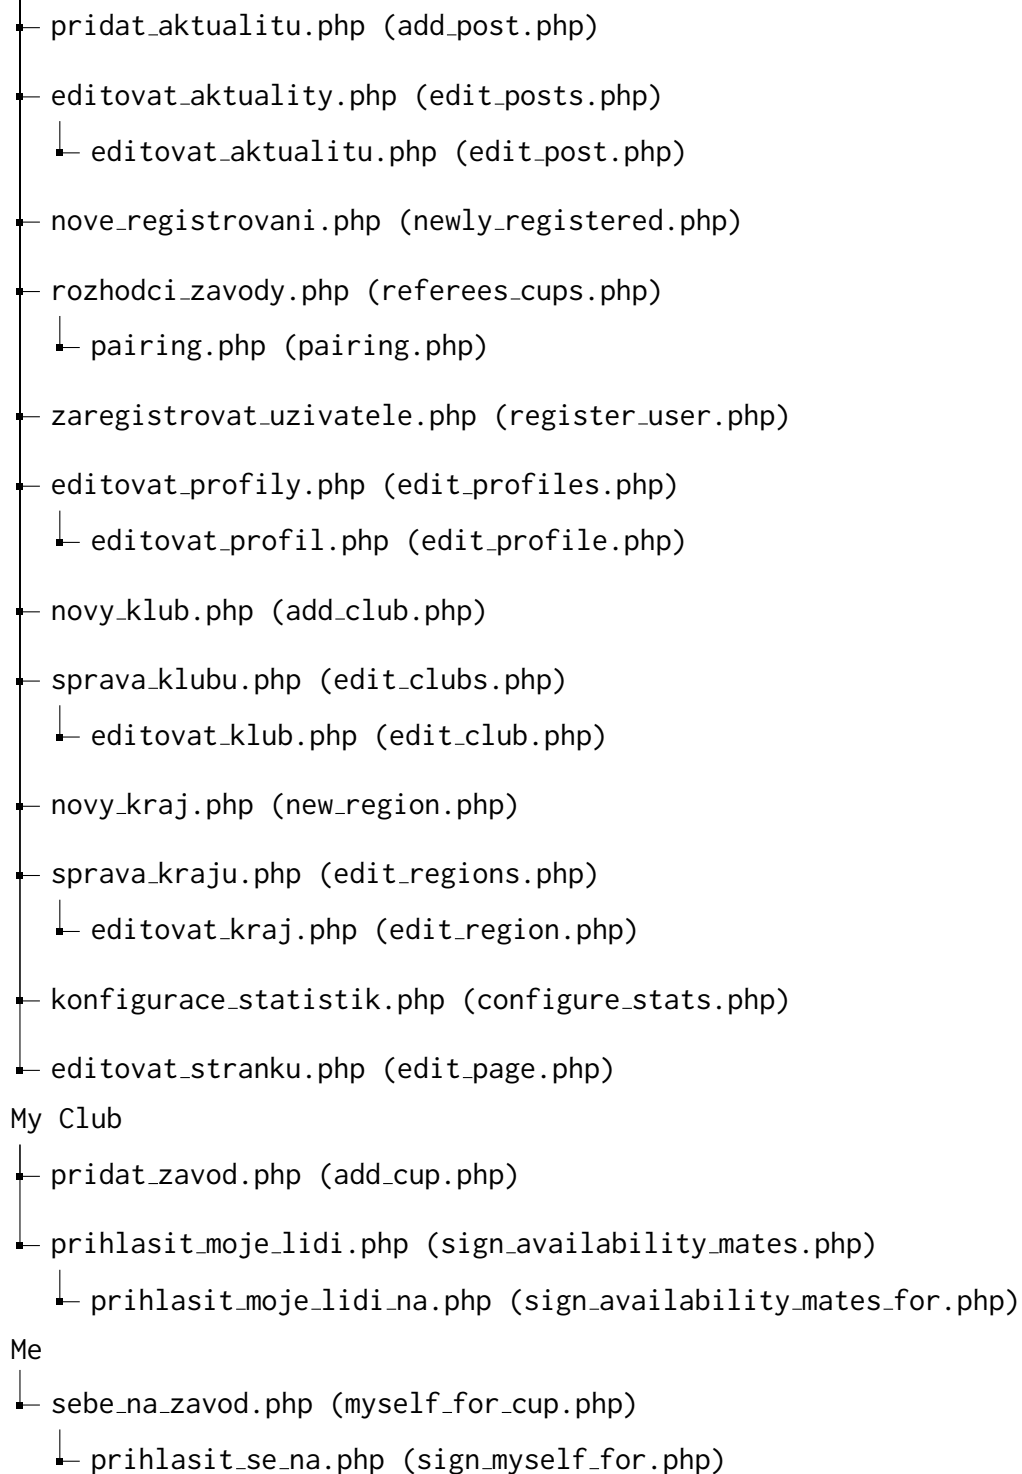 pridat_aktualitu.php (add_post.php)
editovat_aktuality.php (edit_posts.php)
editovat_aktualitu.php (edit_post.php)
nove_registrovani.php (newly_registered.php)
rozhodci_zavody.php (referees_cups.php)
pairing.php (pairing.php)
zaregistrovat_uzivatele.php (register_user.php)
editovat_profily.php (edit_profiles.php)
editovat_profil.php (edit_profile.php)
novy_klub.php (add_club.php)
sprava_klubu.php (edit_clubs.php)
editovat_klub.php (edit_club.php)
novy_kraj.php (new_region.php)
sprava_kraju.php (edit_regions.php)
editovat_kraj.php (edit_region.php)
konfigurace_statistik.php (configure_stats.php)
editovat_stranku.php (edit_page.php)
My Club
pridat_zavod.php (add_cup.php)
prihlasit_moje_lidi.php (sign_availability_mates.php)
prihlasit_moje_lidi_na.php (sign_availability_mates_for.php)
Me
sebe_na_zavod.php (myself_for_cup.php)
prihlasit_se_na.php (sign_myself_for.php)